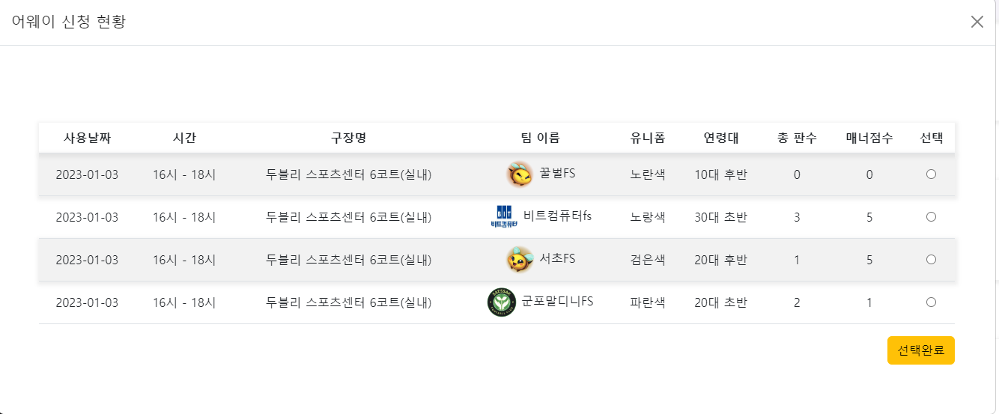 어웨이 신청 현황
사용날짜 시간 구장명 팀 이름 유니폼 연령대 총 판수 매너점수 선택
2023-01-03 16시 - 18시 두블리 스포츠센터 6코트(실내) 꿀벌FS 노란색 10대 후반 0 0
2023-01-03 16시 - 18시 두블리 스포츠센터 6코트(실내) BIT 비트컴퓨터 비트컴퓨터fs 노랑색 30대 초반 3 5
2023-01-03 16시 - 18시 두블리 스포츠센터 6코트(실내) 서초FS 검은색 20대 후반 1 5
2023-01-03 16시 - 18시 두블리 스포츠센터 6코트(실내) 군포말디니FS 파란색 20대 초반 2 1
선택완료